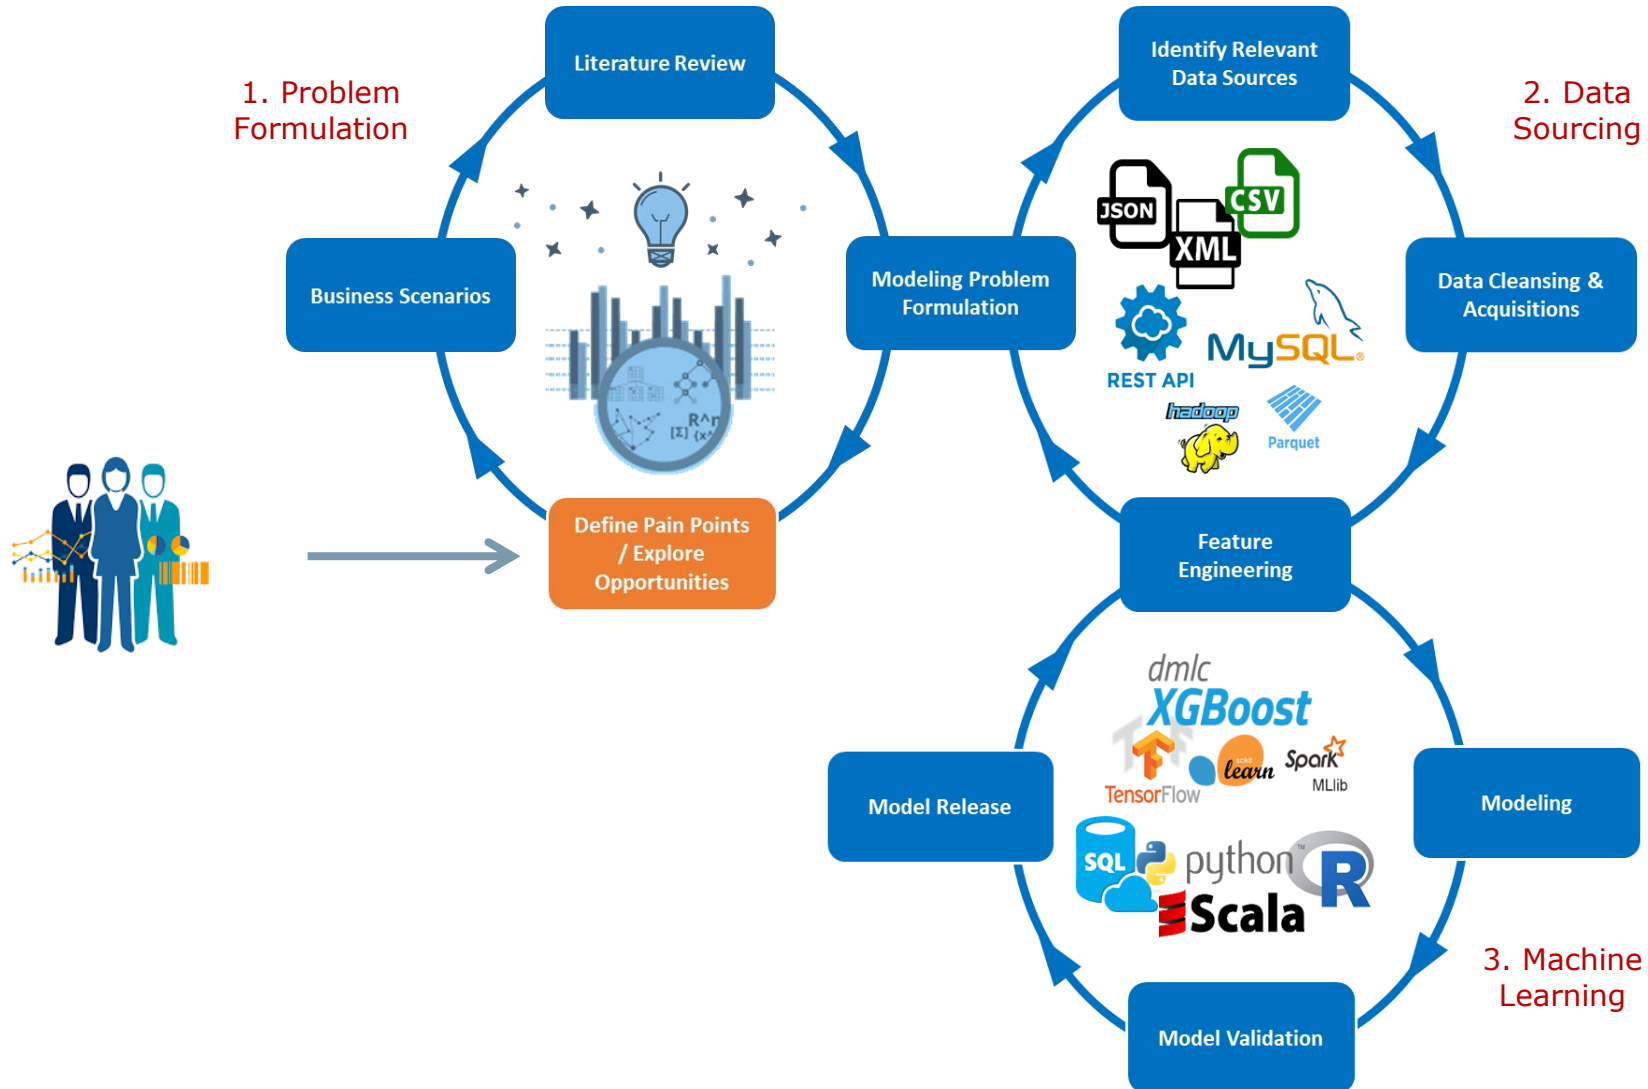 1. Problem
Formulation
Literature Review
Business Scenarios
Modeling Problem
Formulation
Define Pain Points
/ Explore
Opportunities
R^n
[Σ] {x^
Identify Relevant
Data Sources
2. Data
Sourcing
JSON
XML
CSV
REST API
MySQL®
hadoop
Parquet
Data Cleansing &
Acquisitions
Feature
Engineering
dmlc
XGBoost
TensorFlow
scikit
learn
Spark
MLlib
Model Release
Modeling
SQL
python™
R
Scala
3. Machine
Learning
Model Validation